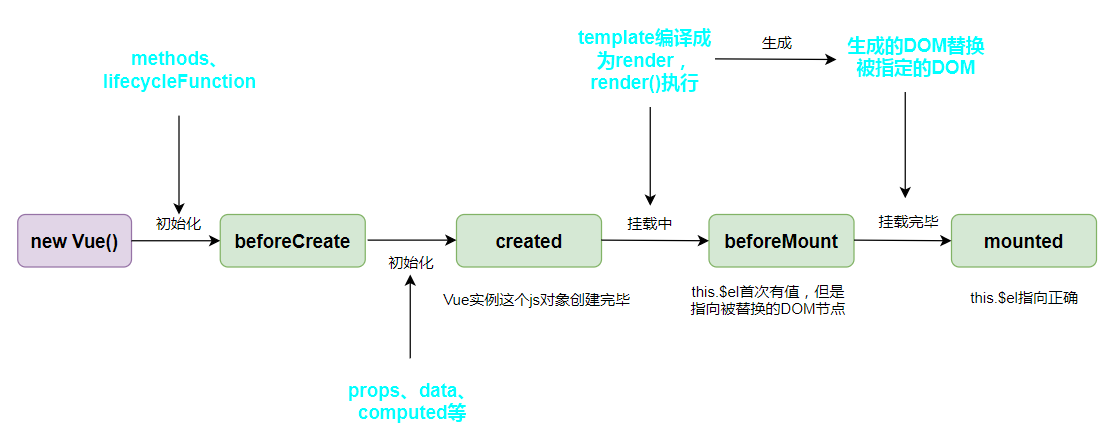 methods、
lifecycleFunction
template编译成
为render，
render()执行
生成
生成的DOM替换
被指定的DOM
new Vue()
初始化
beforeCreate
初始化
created
挂载中
beforeMount
挂载完毕
mounted
Vue实例这个js对象创建完毕
this.$el首次有值，但是
指向被替换的DOM节点
this.$el指向正确
props、data、
computed等